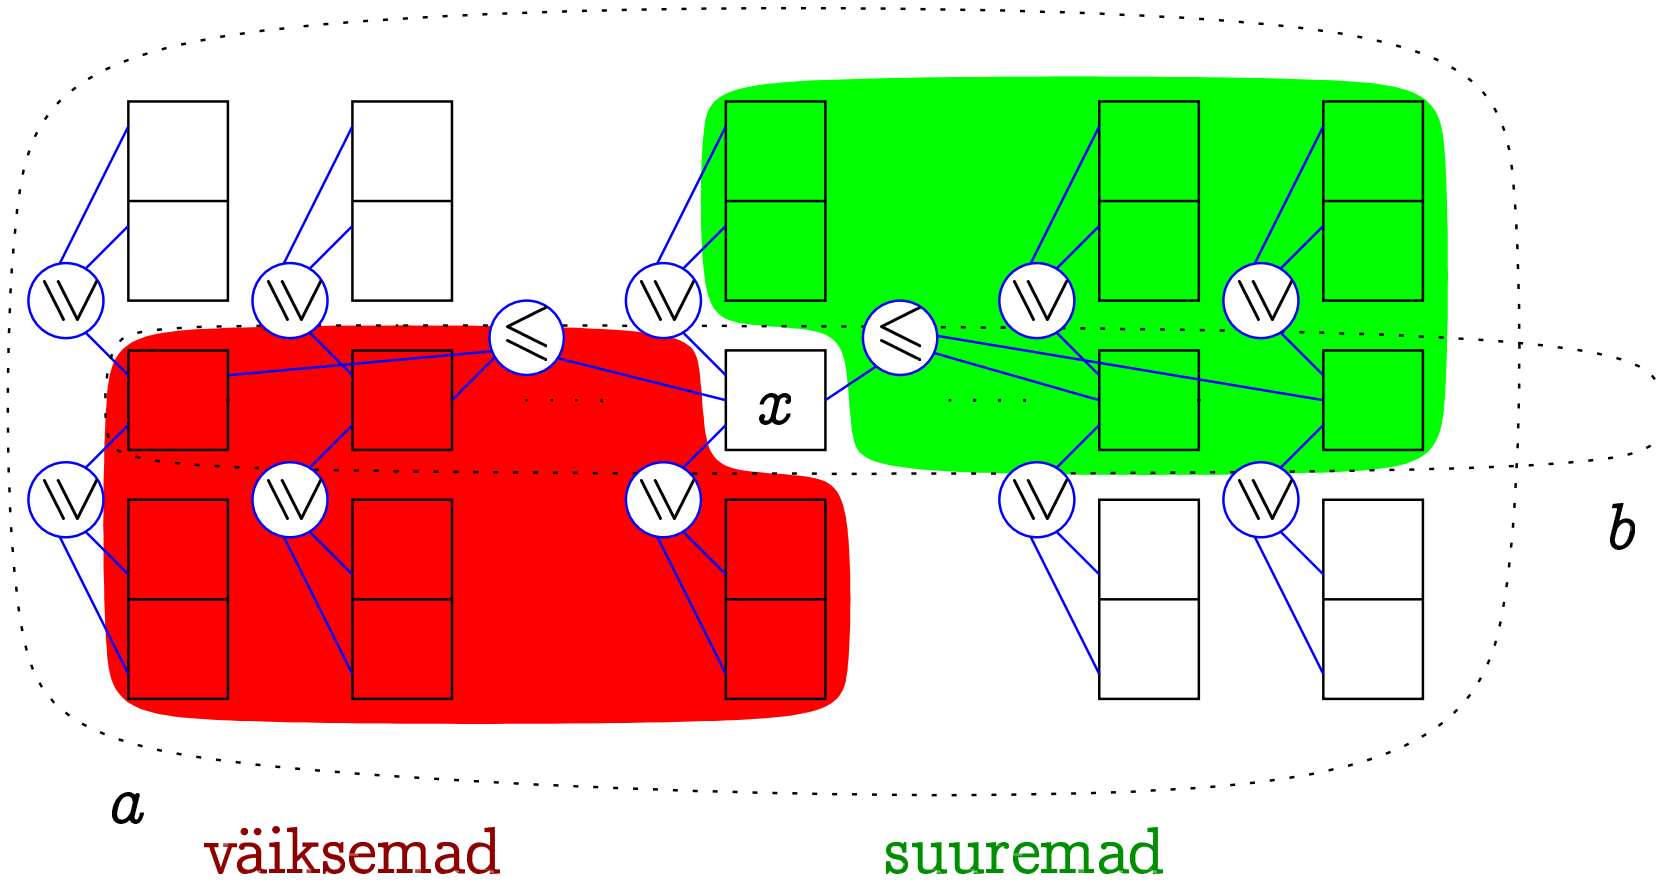 ⩾ ⩾ ⩾ ⩾ ⩾
⩽ ⩽
x
⩾ ⩾ ⩾ ⩾ ⩾
b
a
väiksemad suuremad